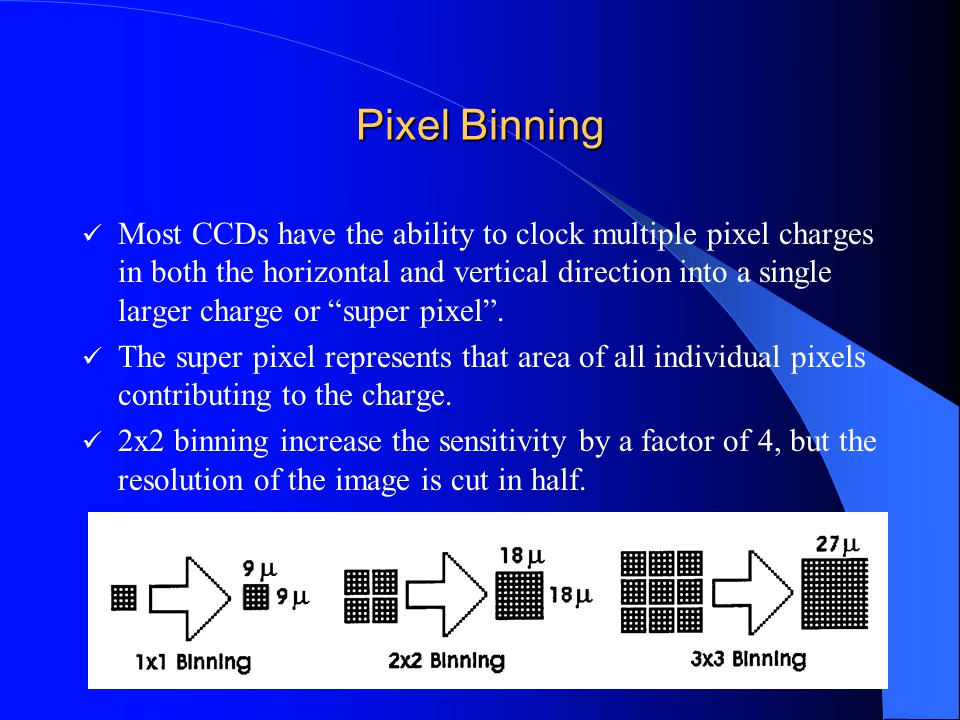 Pixel Binning
✓ Most CCDs have the ability to clock multiple pixel charges
in both the horizontal and vertical direction into a single
larger charge or “super pixel”.
✓ The super pixel represents that area of all individual pixels
contributing to the charge.
✓ 2x2 binning increase the sensitivity by a factor of 4, but the
resolution of the image is cut in half.
9 μ
9 μ
1x1 Binning
18 μ
18 μ
2x2 Binning
27 μ
3x3 Binning